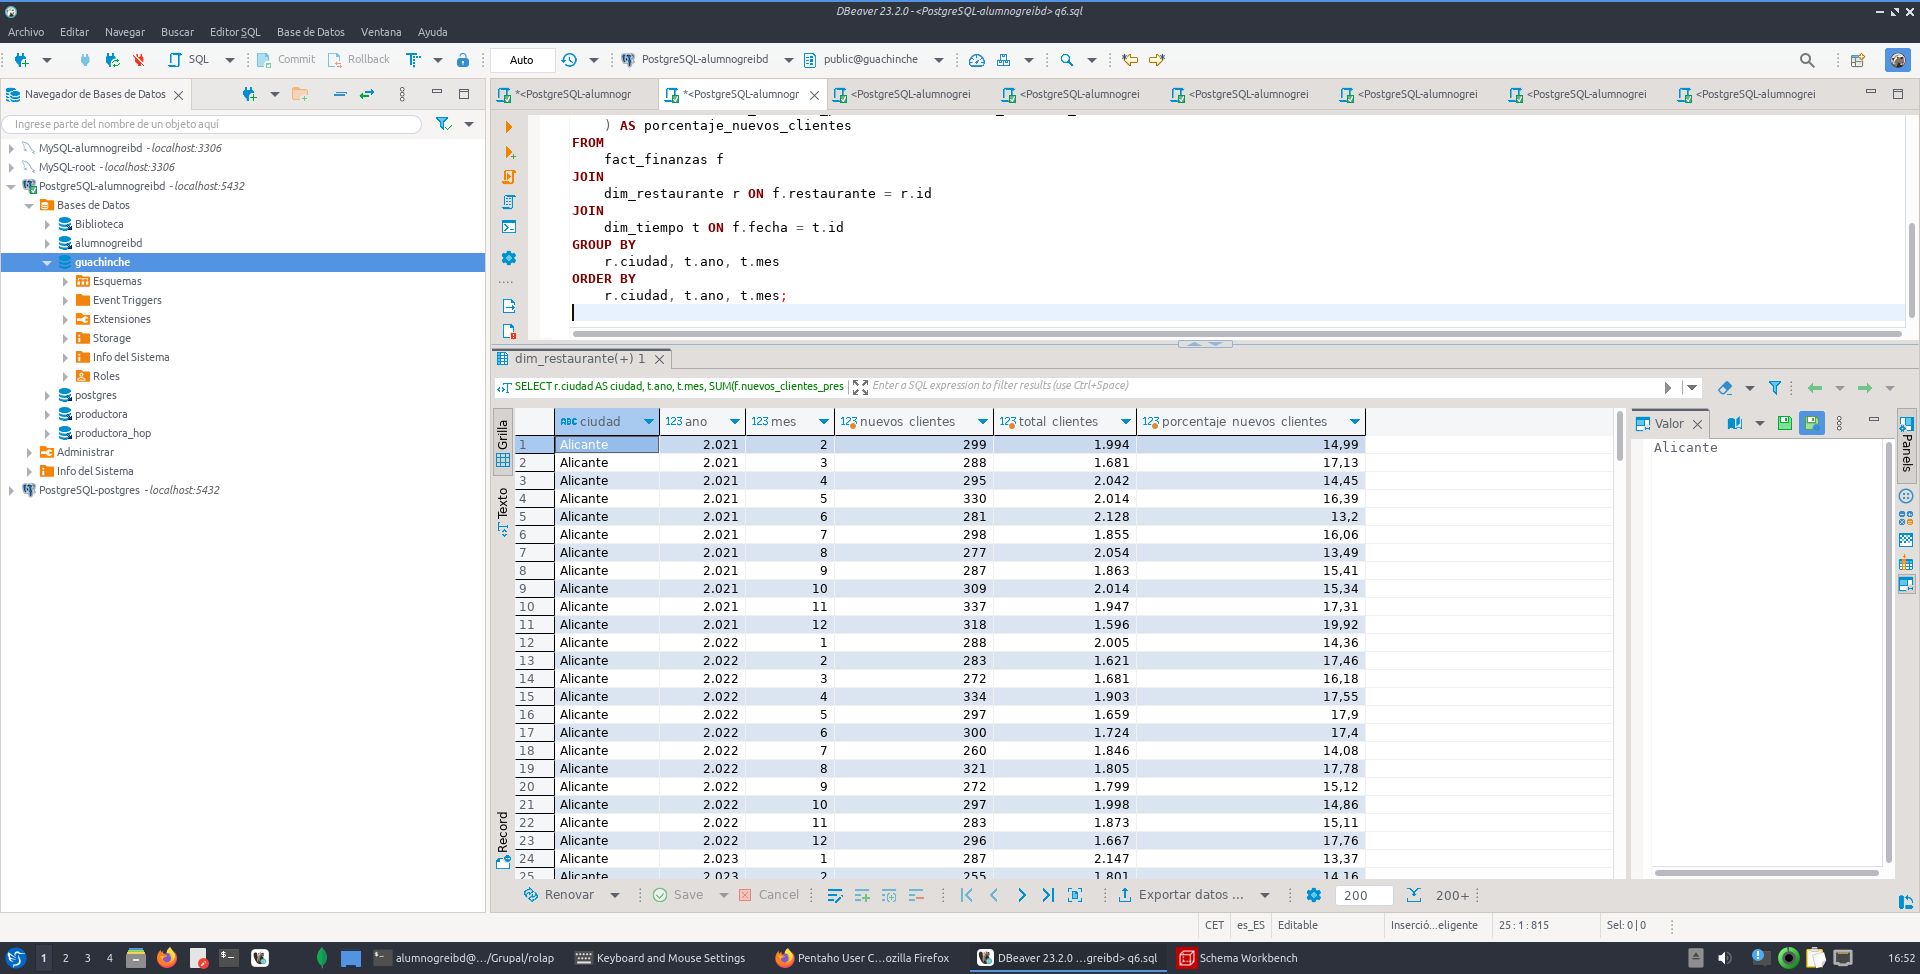 DBeaver 23.2.0 - <PostgreSQL-alumnogreibd> q6.sql
Archivo Editar Navegar Buscar Editor SQL Base de Datos Ventana Ayuda
SQL Commit Rollback Auto PostgreSQL-alumnogreibd public@guachinche
Navegador de Bases de Datos
*<PostgreSQL-alumnogr *<PostgreSQL-alumnogr <PostgreSQL-alumnogrei <PostgreSQL-alumnogrei <PostgreSQL-alumnogrei <PostgreSQL-alumnogrei <PostgreSQL-alumnogrei <PostgreSQL-alumnogrei
Ingrese parte del nombre de un objeto aquí
MySQL-alumnogreibd - localhost:3306
MySQL-root - localhost:3306
PostgreSQL-alumnogreibd - localhost:5432
Bases de Datos
Biblioteca
alumnogreibd
guachinche
Esquemas
Event Triggers
Extensiones
Storage
Info del Sistema
Roles
postgres
productora
productora_hop
Administrar
Info del Sistema
PostgreSQL-postgres - localhost:5432
) AS porcentaje_nuevos_clientes
FROM
fact_finanzas f
JOIN
dim_restaurante r ON f.restaurante = r.id
JOIN
dim_tiempo t ON f.fecha = t.id
GROUP BY
r.ciudad, t.ano, t.mes
ORDER BY
r.ciudad, t.ano, t.mes;
dim_restaurante(+) 1
SELECT r.ciudad AS ciudad, t.ano, t.mes, SUM(f.nuevos_clientes_pres Enter a SQL expression to filter results (use Ctrl+Space)
Grilla
Texto
Record
ABC ciudad 123 ano 123 mes 123 nuevos_clientes 123 total_clientes 123 porcentaje_nuevos_clientes
1 Alicante 2.021 2 299 1.994 14,99
2 Alicante 2.021 3 288 1.681 17,13
3 Alicante 2.021 4 295 2.042 14,45
4 Alicante 2.021 5 330 2.014 16,39
5 Alicante 2.021 6 281 2.128 13,2
6 Alicante 2.021 7 298 1.855 16,06
7 Alicante 2.021 8 277 2.054 13,49
8 Alicante 2.021 9 287 1.863 15,41
9 Alicante 2.021 10 309 2.014 15,34
10 Alicante 2.021 11 337 1.947 17,31
11 Alicante 2.021 12 318 1.596 19,92
12 Alicante 2.022 1 288 2.005 14,36
13 Alicante 2.022 2 283 1.621 17,46
14 Alicante 2.022 3 272 1.681 16,18
15 Alicante 2.022 4 334 1.903 17,55
16 Alicante 2.022 5 297 1.659 17,9
17 Alicante 2.022 6 300 1.724 17,4
18 Alicante 2.022 7 260 1.846 14,08
19 Alicante 2.022 8 321 1.805 17,78
20 Alicante 2.022 9 272 1.799 15,12
21 Alicante 2.022 10 297 1.998 14,86
22 Alicante 2.022 11 283 1.873 15,11
23 Alicante 2.022 12 296 1.667 17,76
24 Alicante 2.023 1 287 2.147 13,37
25 Alicante 2.023 2 255 1.801 14,16
Valor
Alicante
Panels
Renovar Save Cancel Exportar datos ... 200 200+
CET es_ES Editable Inserció...eligente 25 : 1 : 815 Sel: 0 | 0
1 2 3 4 alumnogreibd@.../Grupal/rolap Keyboard and Mouse Settings Pentaho User C...ozilla Firefox DBeaver 23.2.0 ...greibd> q6.sql Schema Workbench 16:52